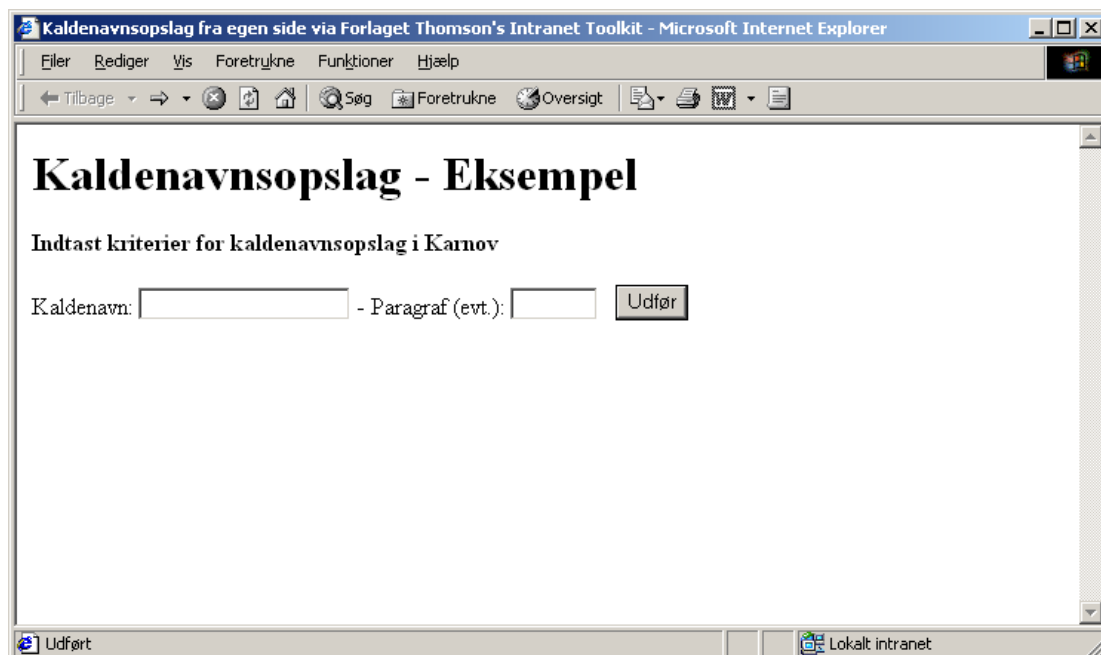 Kaldenavnsopslag fra egen side via Forlaget Thomson's Intranet Toolkit - Microsoft Internet Explorer
Filer Rediger Vis Foretrukne Funktioner Hjælp
Tilbage Søg Foretrukne Oversigt
Kaldenavnsopslag - Eksempel
Indtast kriterier for kaldenavnsopslag i Karnov
Kaldenavn: - Paragraf (evt.): Udfør
Udført Lokalt intranet